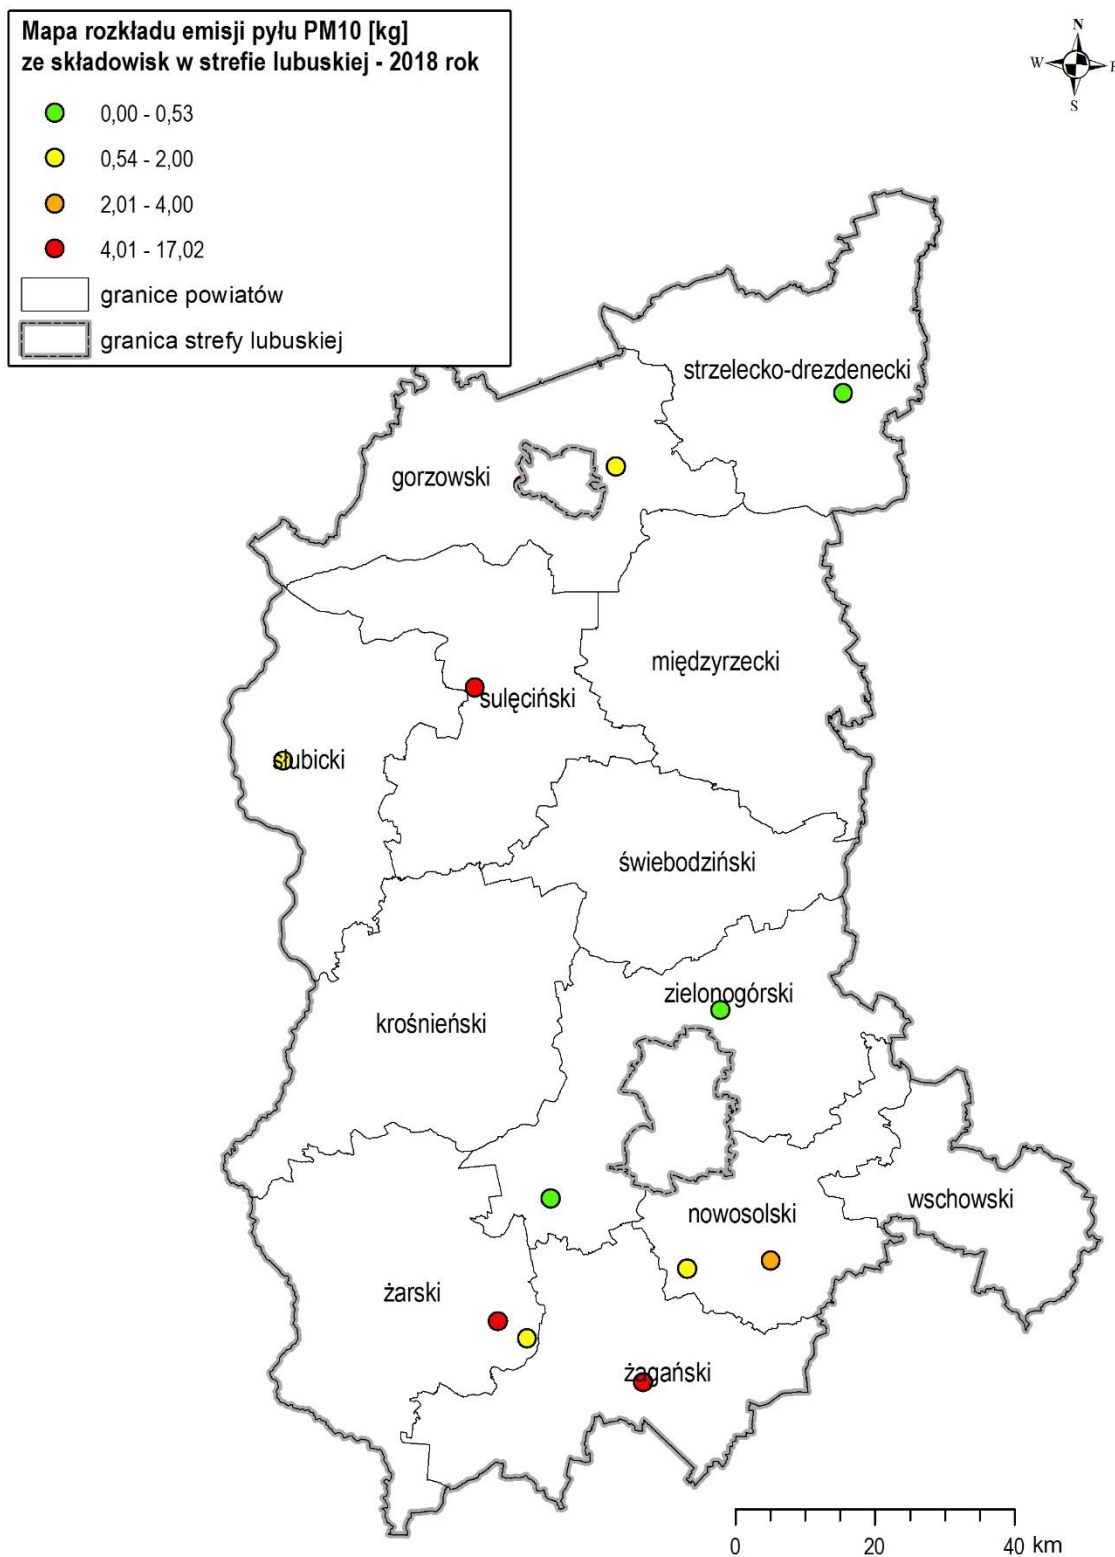 Mapa rozkładu emisji pyłu PM10 [kg]
ze składowisk w strefie lubuskiej - 2018 rok
0,00 - 0,53
0,54 - 2,00
2,01 - 4,00
4,01 - 17,02
granice powiatów
granica strefy lubuskiej
N
W E
S
strzelecko-drezdenecki
gorzowski
międzyrzecki
sulęciński
słubicki
świebodziński
zielonogórski
krośnieński
wschowski
nowosolski
żarski
żagański
0 20 40 km